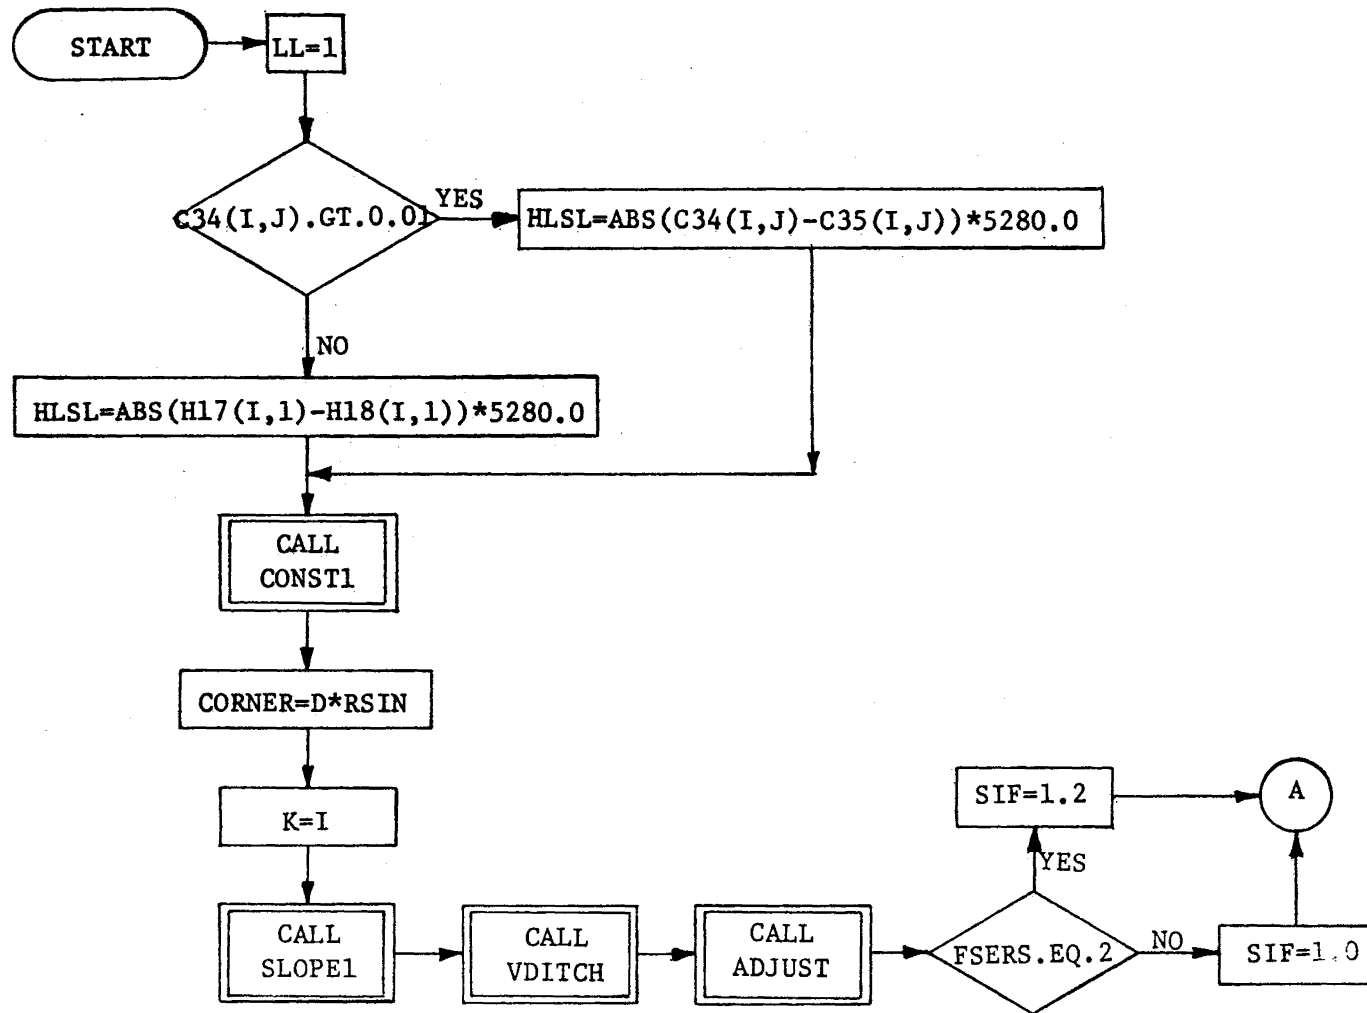 START
LL=1
C34(I,J).GT.0.01
YES
HLSL=ABS(C34(I,J)-C35(I,J))*5280.0
NO
HLSL=ABS(H17(I,1)-H18(I,1))*5280.0
CALL
CONST1
CORNER=D*RSIN
K=I
SIF=1.2
A
YES
CALL
SLOPE1
CALL
VDITCH
CALL
ADJUST
FSERS.EQ.2
NO
SIF=1.0